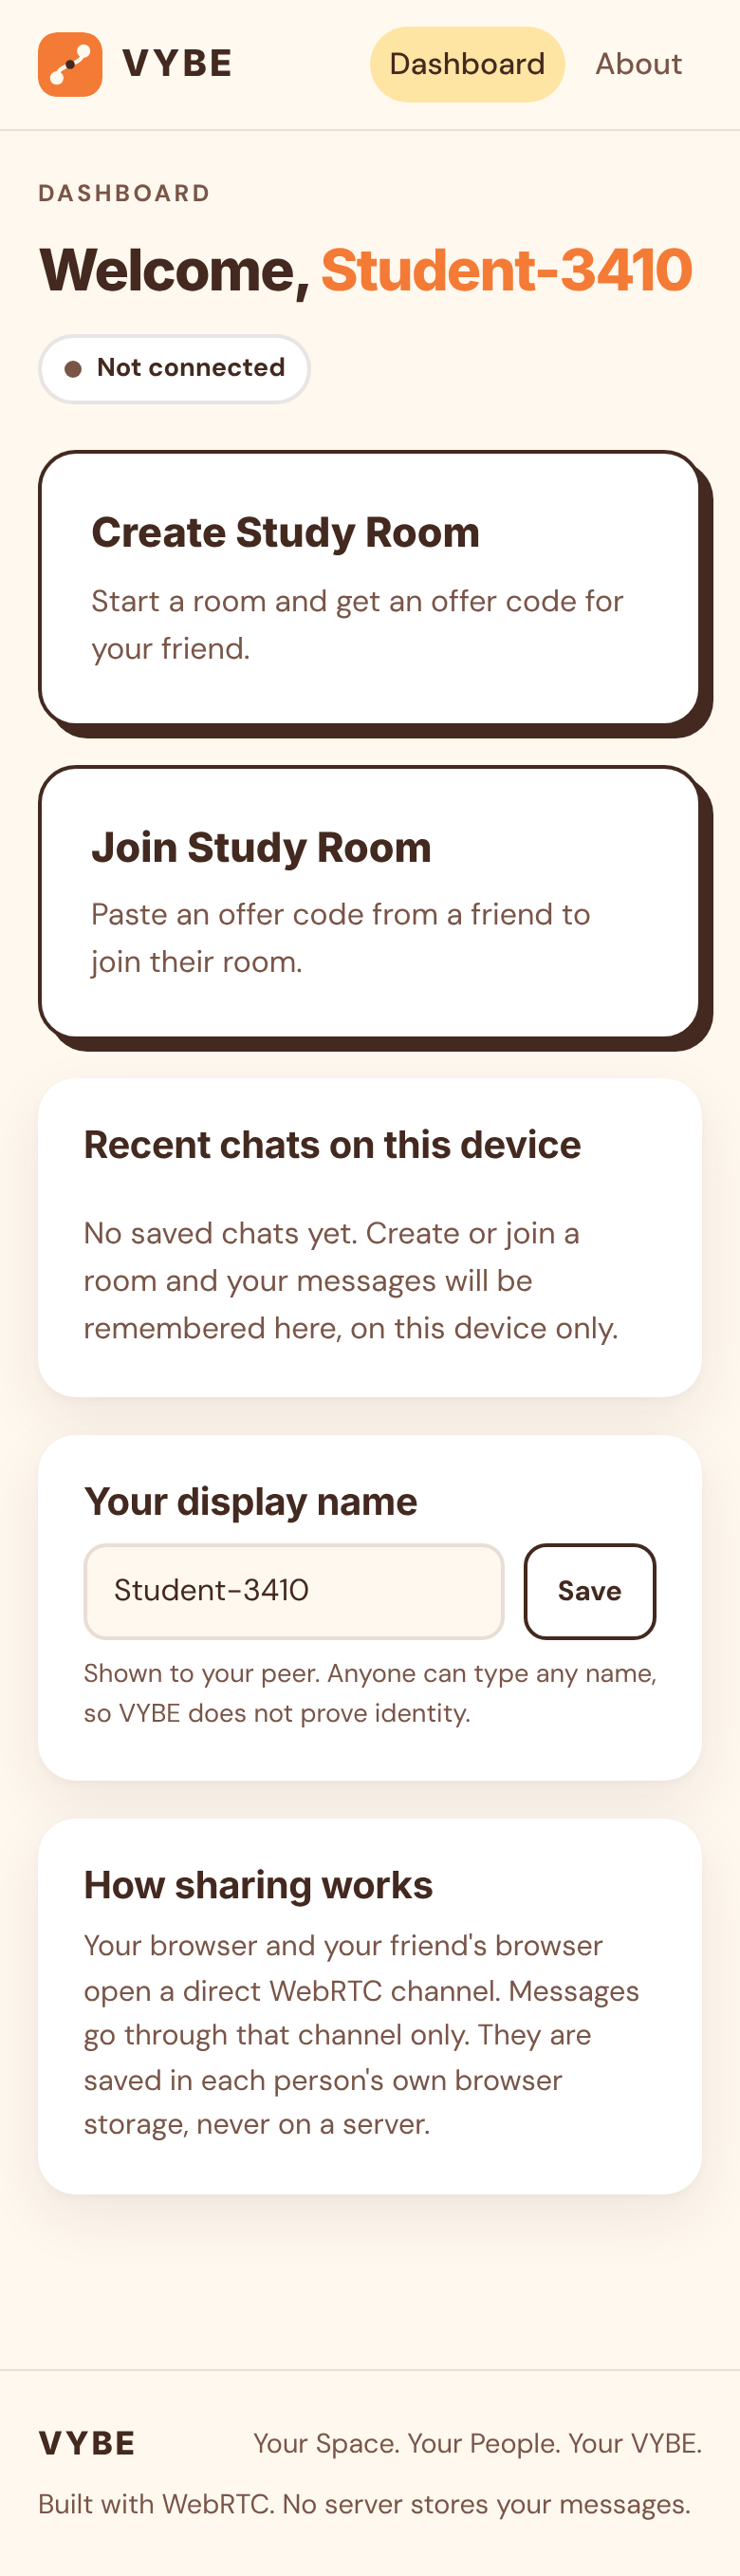 VYBE
Dashboard
About
DASHBOARD
Welcome, Student-3410
Not connected
Create Study Room
Start a room and get an offer code for
your friend.
Join Study Room
Paste an offer code from a friend to
join their room.
Recent chats on this device
No saved chats yet. Create or join a
room and your messages will be
remembered here, on this device only.
Your display name
Student-3410
Save
Shown to your peer. Anyone can type any name,
so VYBE does not prove identity.
How sharing works
Your browser and your friend's browser
open a direct WebRTC channel. Messages
go through that channel only. They are
saved in each person's own browser
storage, never on a server.
VYBE
Your Space. Your People. Your VYBE.
Built with WebRTC. No server stores your messages.